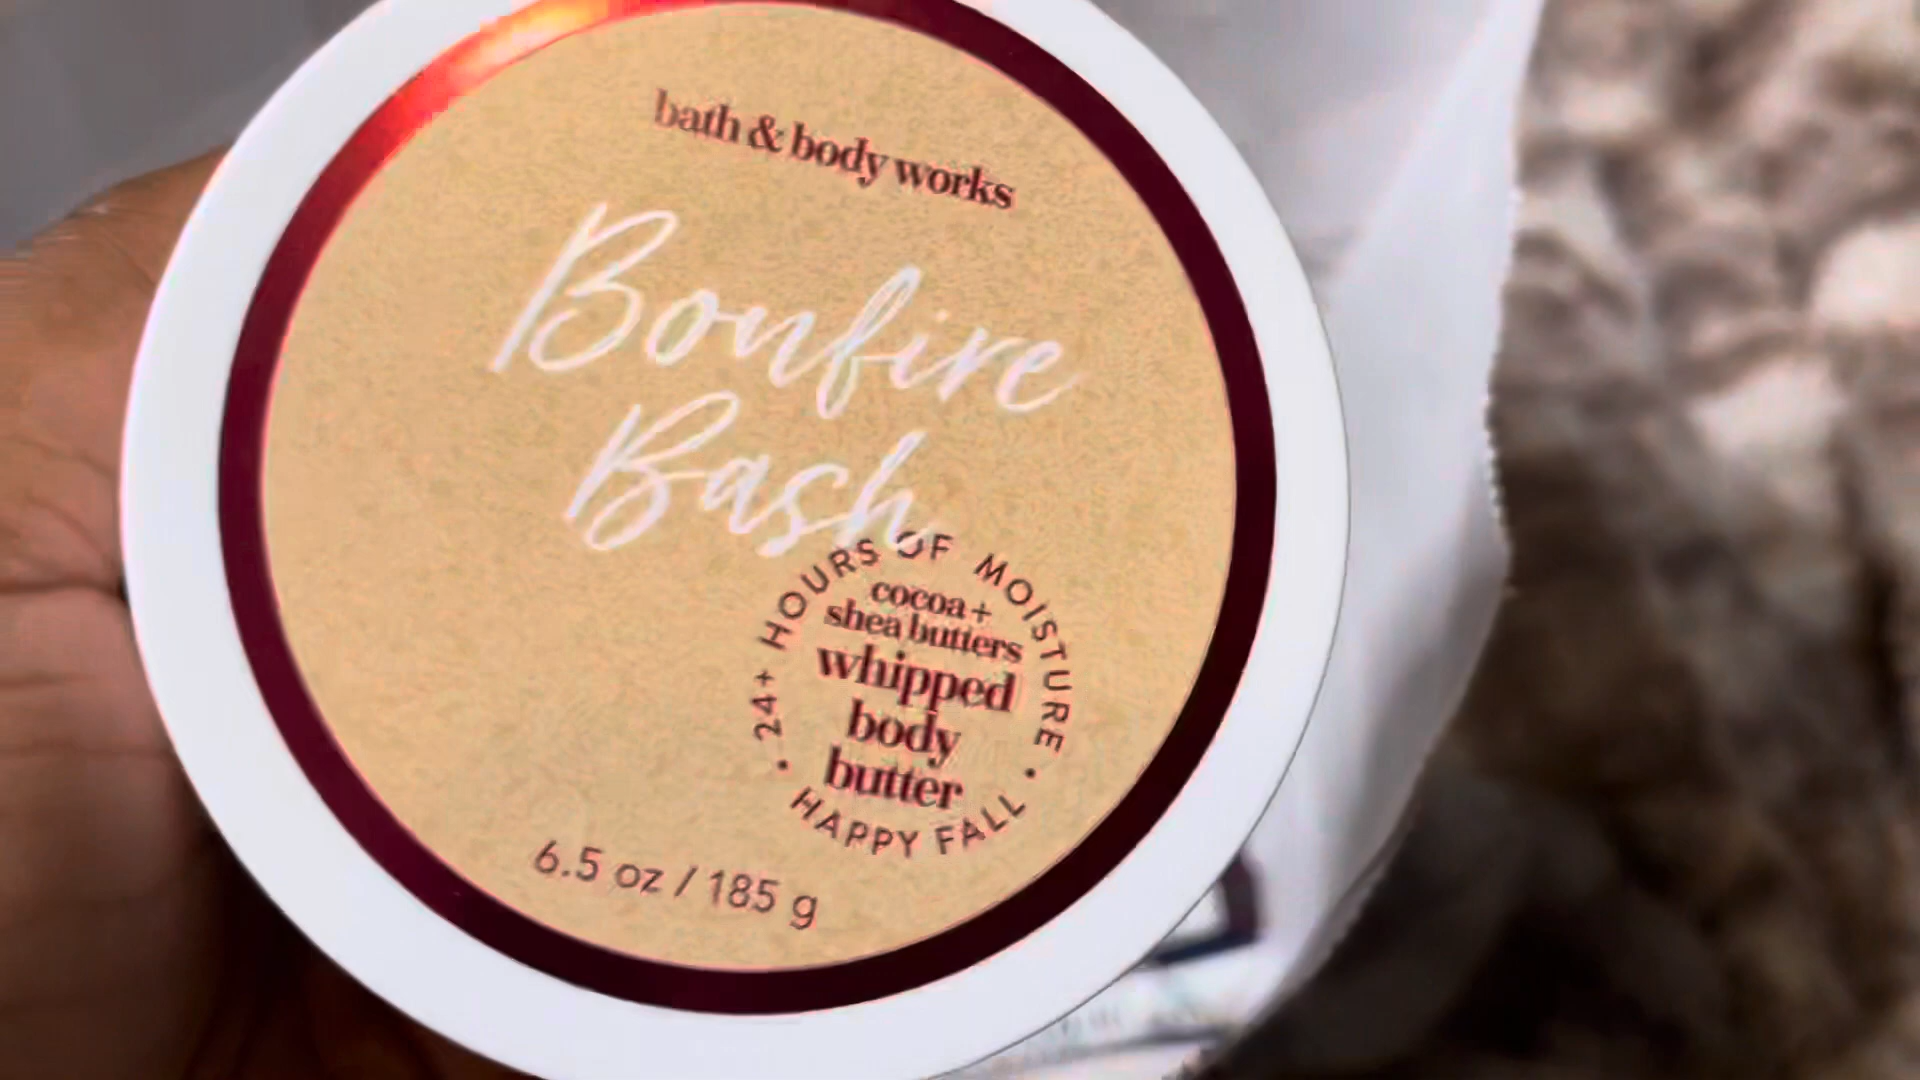 bath & body works
Bonfire
Bash
24+ HOURS OF MOISTURE
cocoa+
shea butters
whipped
body
butter
• HAPPY FALL •
6.5 oz / 185 g